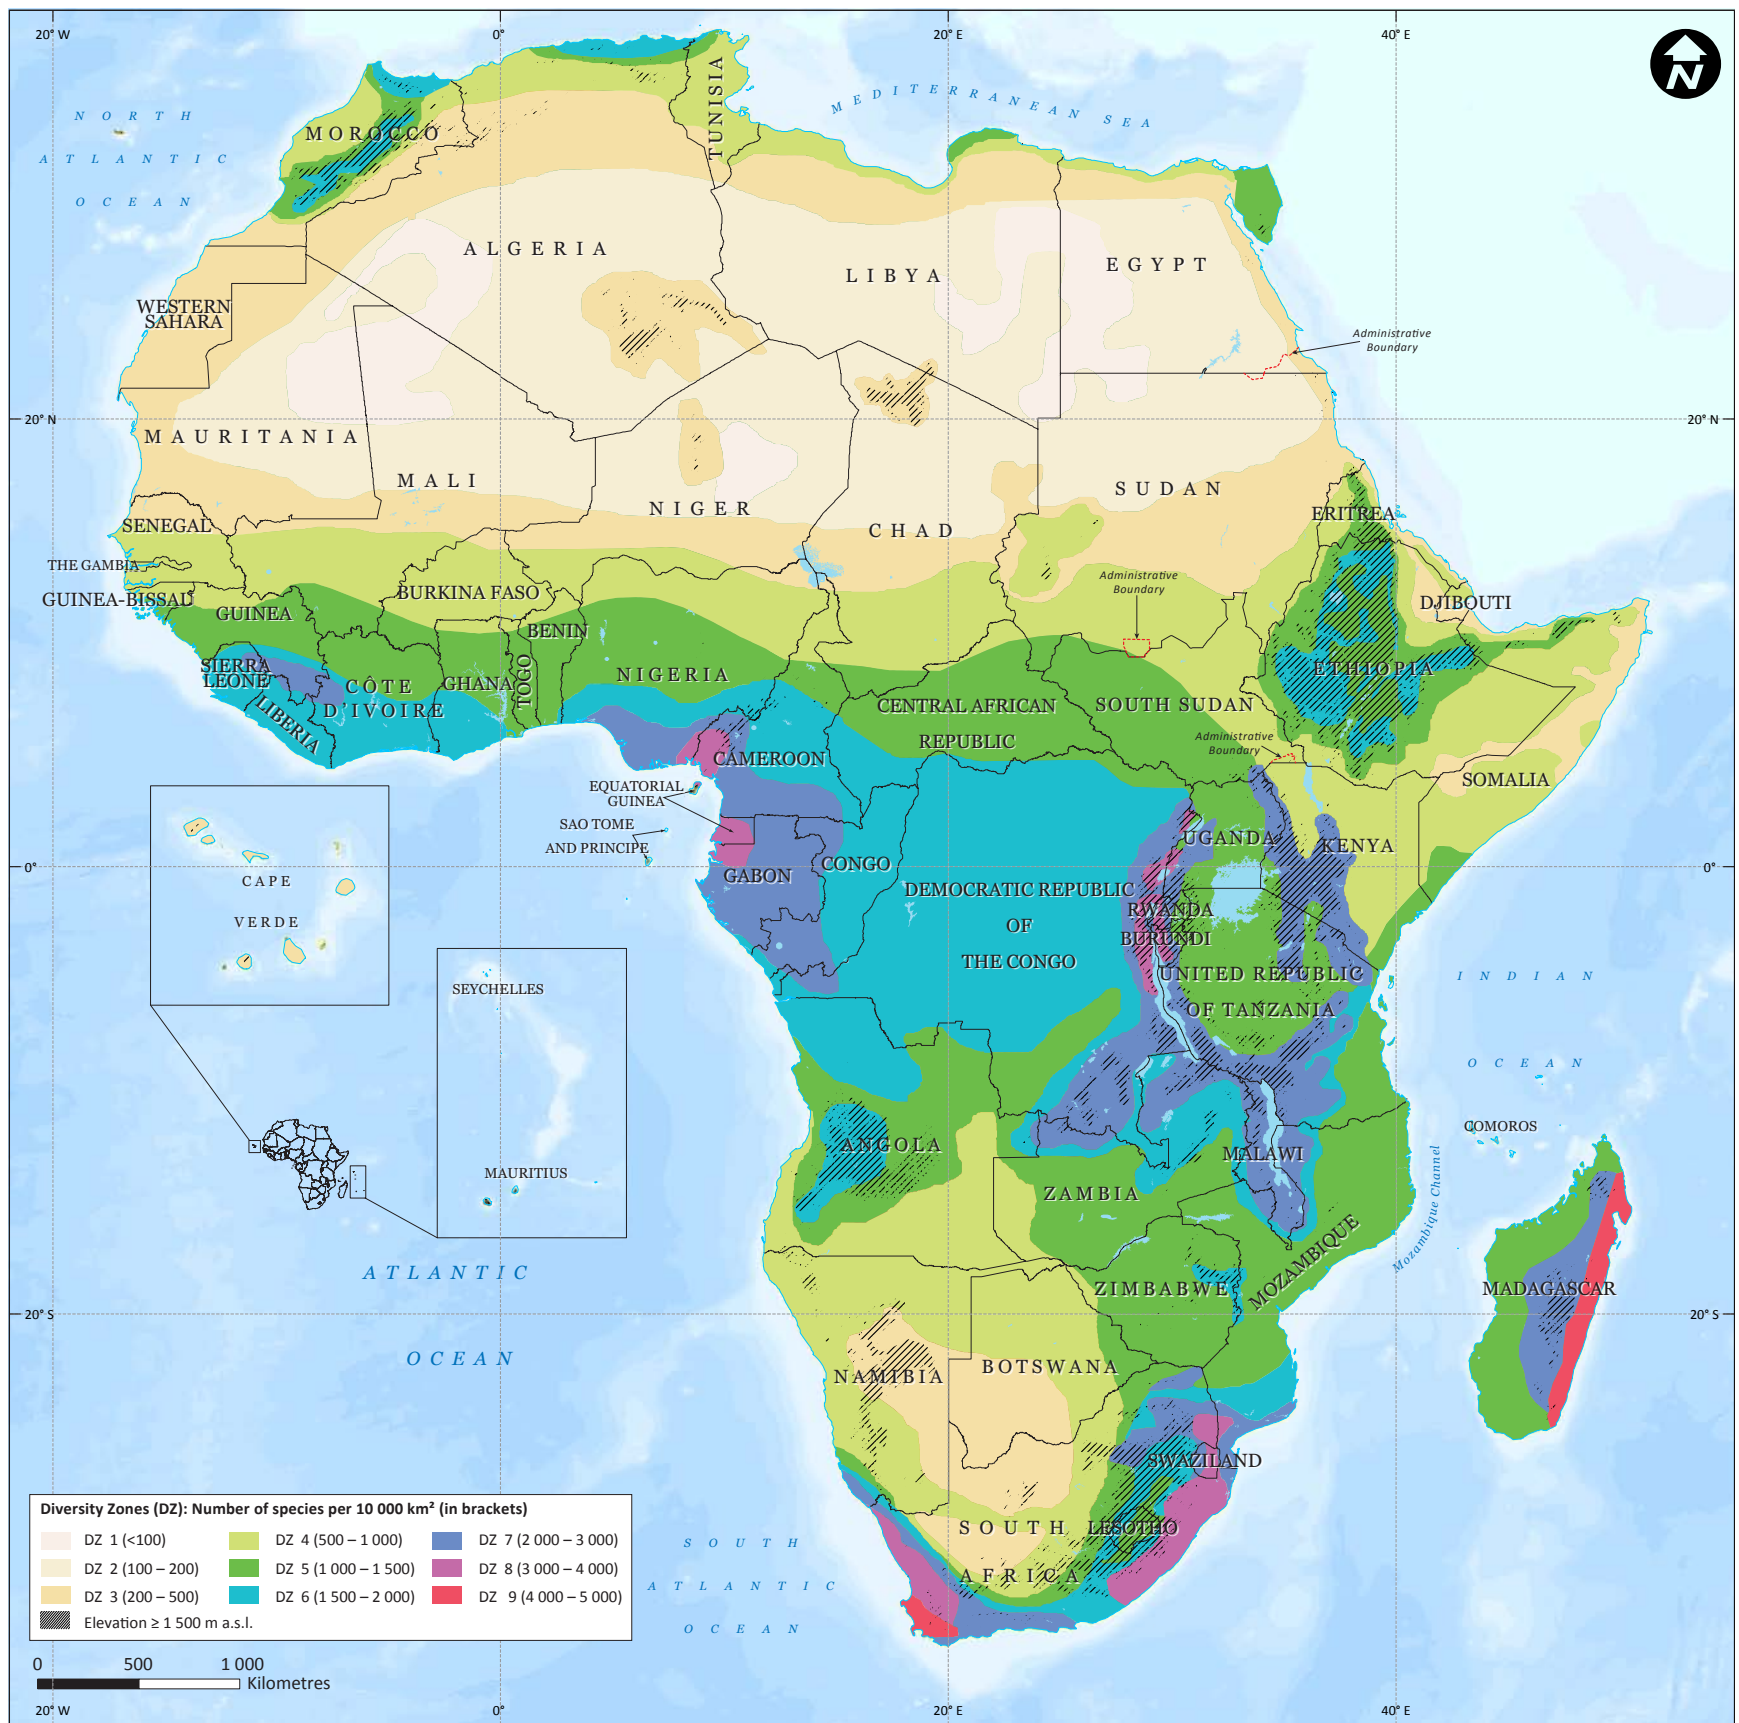 20° W
0°
20° E
40° E
N
NORTH
ATLANTIC
OCEAN
MEDITERRANEAN SEA
TUNISIA
MOROCCO
ALGERIA
LIBYA
EGYPT
WESTERN
SAHARA
Administrative
Boundary
20° N
20° N
MAURITANIA
MALI
NIGER
CHAD
SUDAN
ERITREA
SENEGAL
THE GAMBIA
GUINEA-BISSAU
GUINEA
BURKINA FASO
BENIN
Administrative
Boundary
DJIBOUTI
SIERRA
LEONE
LIBERIA
CÔTE
D'IVOIRE
GHANA
TOGO
NIGERIA
ETHIOPIA
CENTRAL AFRICAN
REPUBLIC
SOUTH SUDAN
Administrative
Boundary
CAMEROON
SOMALIA
EQUATORIAL
GUINEA
SAO TOME
AND PRINCIPE
UGANDA
KENYA
0°
0°
GABON
CONGO
DEMOCRATIC REPUBLIC
OF
THE CONGO
RWANDA
BURUNDI
UNITED REPUBLIC
OF TANZANIA
CAPE
VERDE
SEYCHELLES
MAURITIUS
INDIAN
OCEAN
COMOROS
Mozambique Channel
ANGOLA
ZAMBIA
MALAWI
MOZAMBIQUE
ZIMBABWE
MADAGASCAR
ATLANTIC
OCEAN
20° S
20° S
NAMIBIA
BOTSWANA
SWAZILAND
SOUTH
AFRICA
LESOTHO
SOUTH
ATLANTIC
OCEAN
Diversity Zones (DZ): Number of species per 10 000 km² (in brackets)
DZ 1 (<100)
DZ 2 (100 – 200)
DZ 3 (200 – 500)
DZ 4 (500 – 1 000)
DZ 5 (1 000 – 1 500)
DZ 6 (1 500 – 2 000)
DZ 7 (2 000 – 3 000)
DZ 8 (3 000 – 4 000)
DZ 9 (4 000 – 5 000)
Elevation ≥ 1 500 m a.s.l.
0 500 1 000
Kilometres
20° W
0°
20° E
40° E